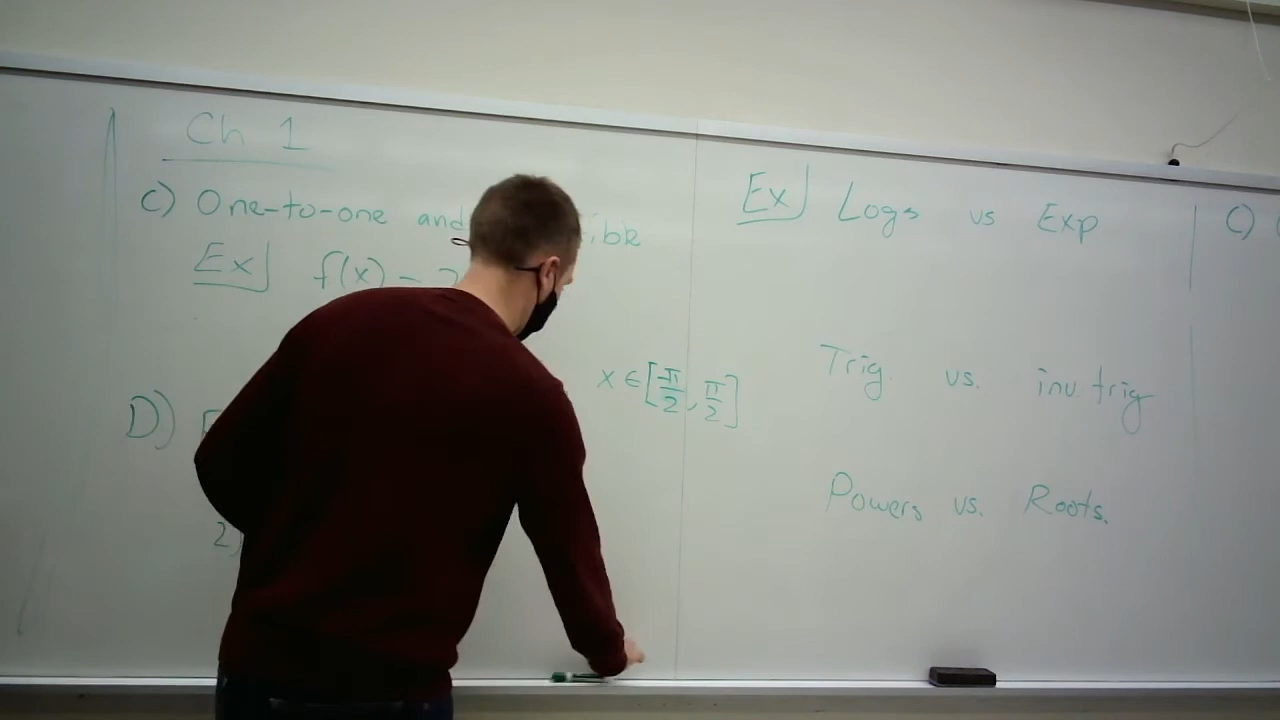 Ch 1
C) One-to-one and
Ex f(x) =
x ∈ [-π/2, π/2]
D)
2)
Ex Logs vs Exp
Trig vs. inv. trig
Powers vs. Roots.
C)